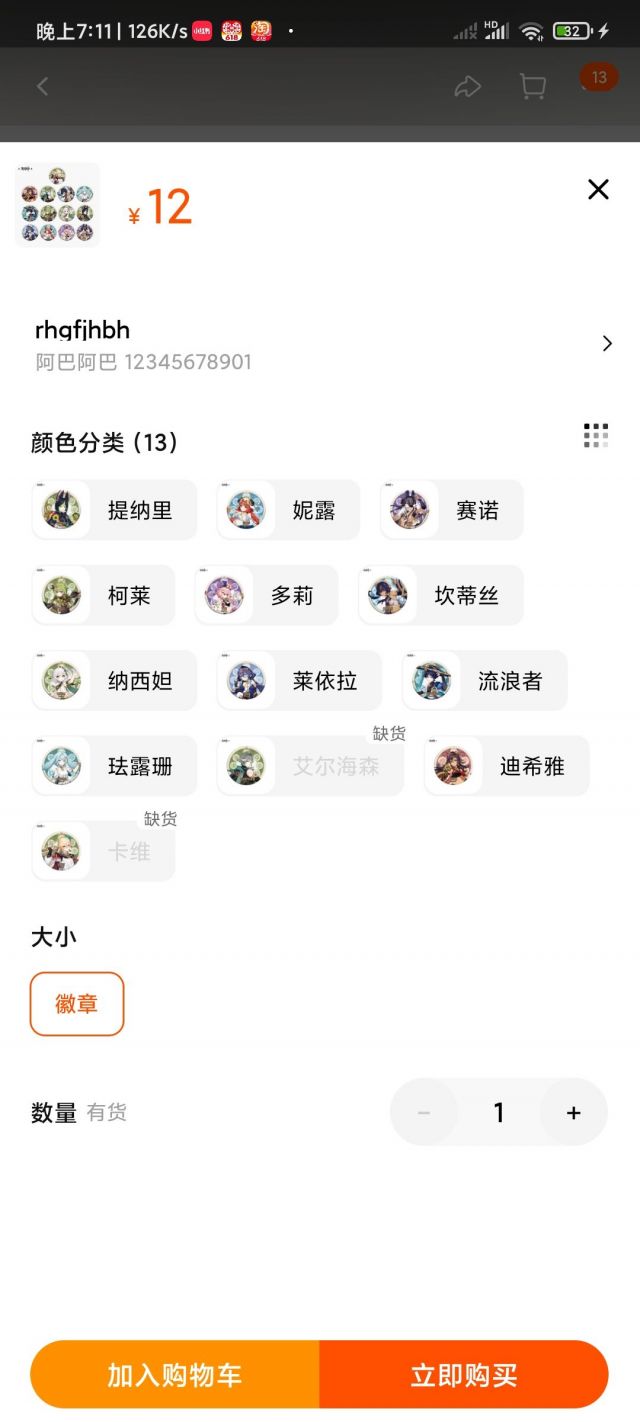 晚上7:11 | 126K/s
HD
32
13
¥12
rhgfjhbh
阿巴阿巴 12345678901
颜色分类 (13)
提纳里 妮露 赛诺
柯莱 多莉 坎蒂丝
纳西妲 莱依拉 流浪者
缺货
珐露珊 艾尔海森 迪希雅
缺货
卡维
大小
徽章
数量 有货 − 1 +
加入购物车 立即购买